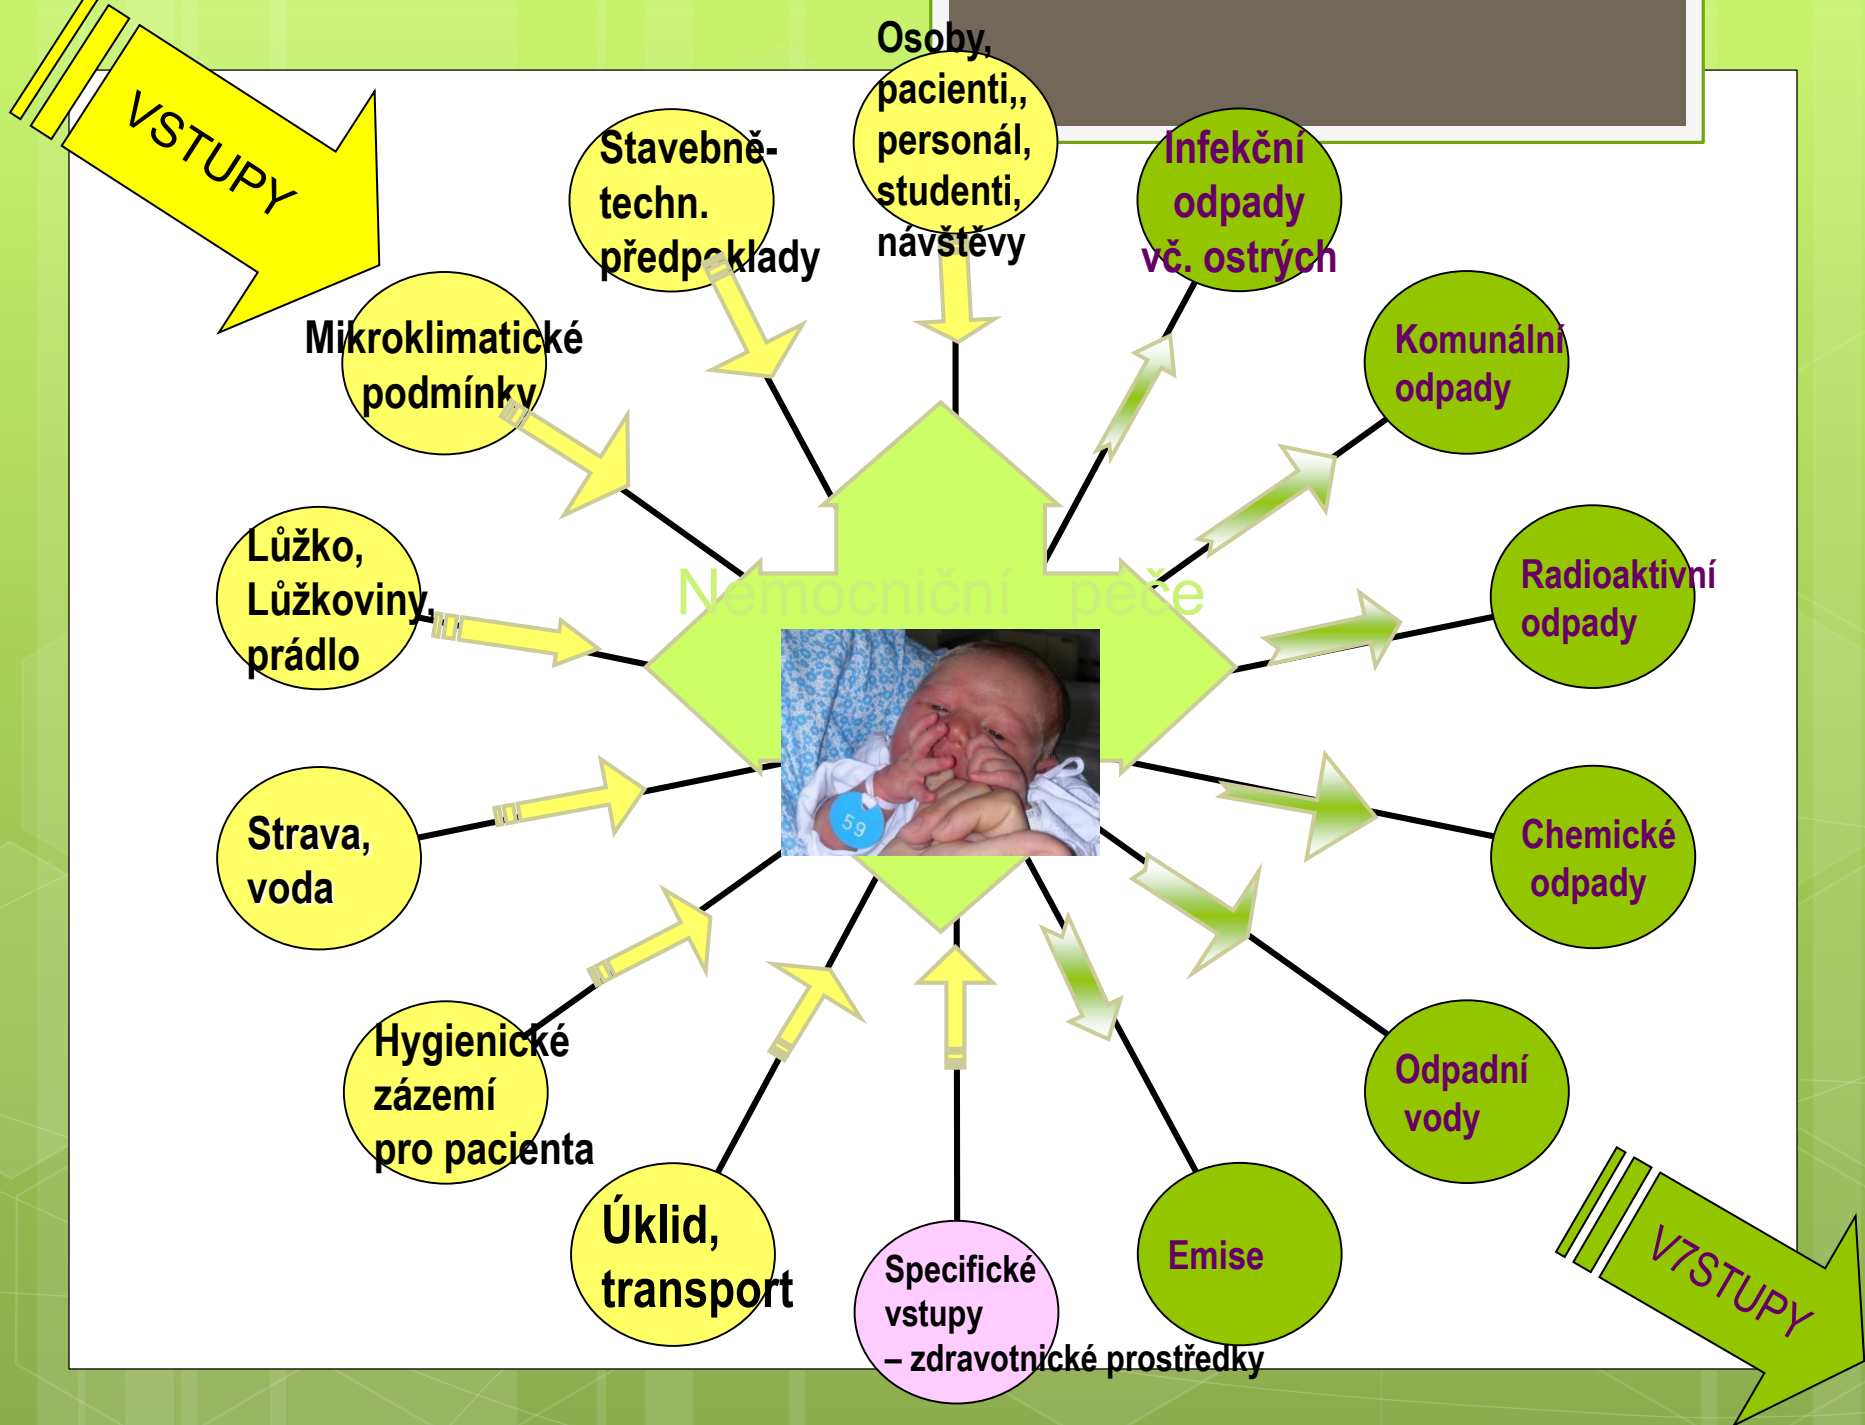 VSTUPY
Osoby,
pacienti,,
personál,
studenti,
návštěvy
Stavebně-
techn.
předpoklady
Infekční
odpady
vč. ostrých
Mikroklimatické
podmínky
Komunální
odpady
Lůžko,
Lůžkoviny,
prádlo
Nemocniční péče
Radioaktivní
odpady
59
Strava,
voda
Chemické
odpady
Hygienické
zázemí
pro pacienta
Odpadní
vody
Úklid,
transport
Specifické
vstupy
– zdravotnické prostředky
Emise
V7STUPY